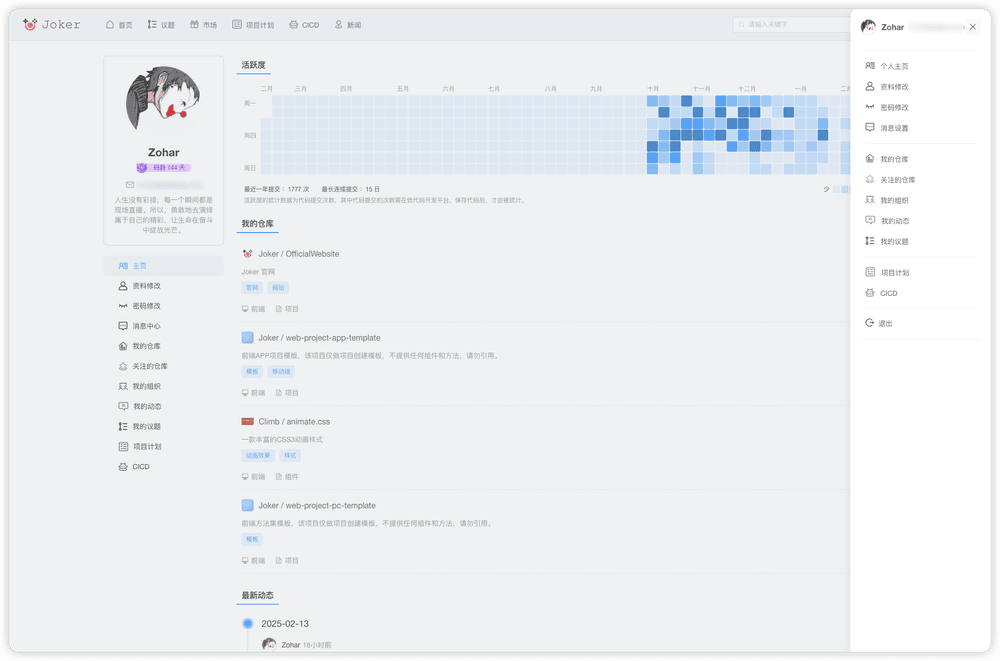 Joker
首页
议题
市场
项目计划
CICD
新闻
请输入关键字
Zohar
码龄 144 天
人生没有彩排，每一个瞬间都是
现场直播。所以，勇敢地去演绎
属于自己的精彩，让生命在奋斗
中绽放光芒。
主页
资料修改
密码修改
消息中心
我的仓库
关注的仓库
我的组织
我的动态
我的议题
项目计划
CICD
活跃度
二月 三月 四月 五月 六月 七月 八月 九月 十月 十一月 十二月 一月
周一
周四
周日
最近一年提交： 1777 次 最长连续提交： 15 日
少
活跃度的统计数据为代码提交次数，其中代码提交的次数需在低代码开发平台，保存代码后，才会被统计。
我的仓库
Joker / OfficialWebsite
Joker 官网
官网 网站
前端 项目
Joker / web-project-app-template
前端APP项目模板，该项目仅做项目创建模板，不提供任何组件和方法，请勿引用。
模板 移动端
前端 项目
Climb / animate.css
一款丰富的CSS3动画样式
动画效果 样式
前端 组件
Joker / web-project-pc-template
前端方法集模板，该项目仅做项目创建模板，不提供任何组件和方法，请勿引用。
模板
前端 项目
最新动态
2025-02-13
Zohar 18小时前
Zohar
个人主页
资料修改
密码修改
消息设置
我的仓库
关注的仓库
我的组织
我的动态
我的议题
项目计划
CICD
退出